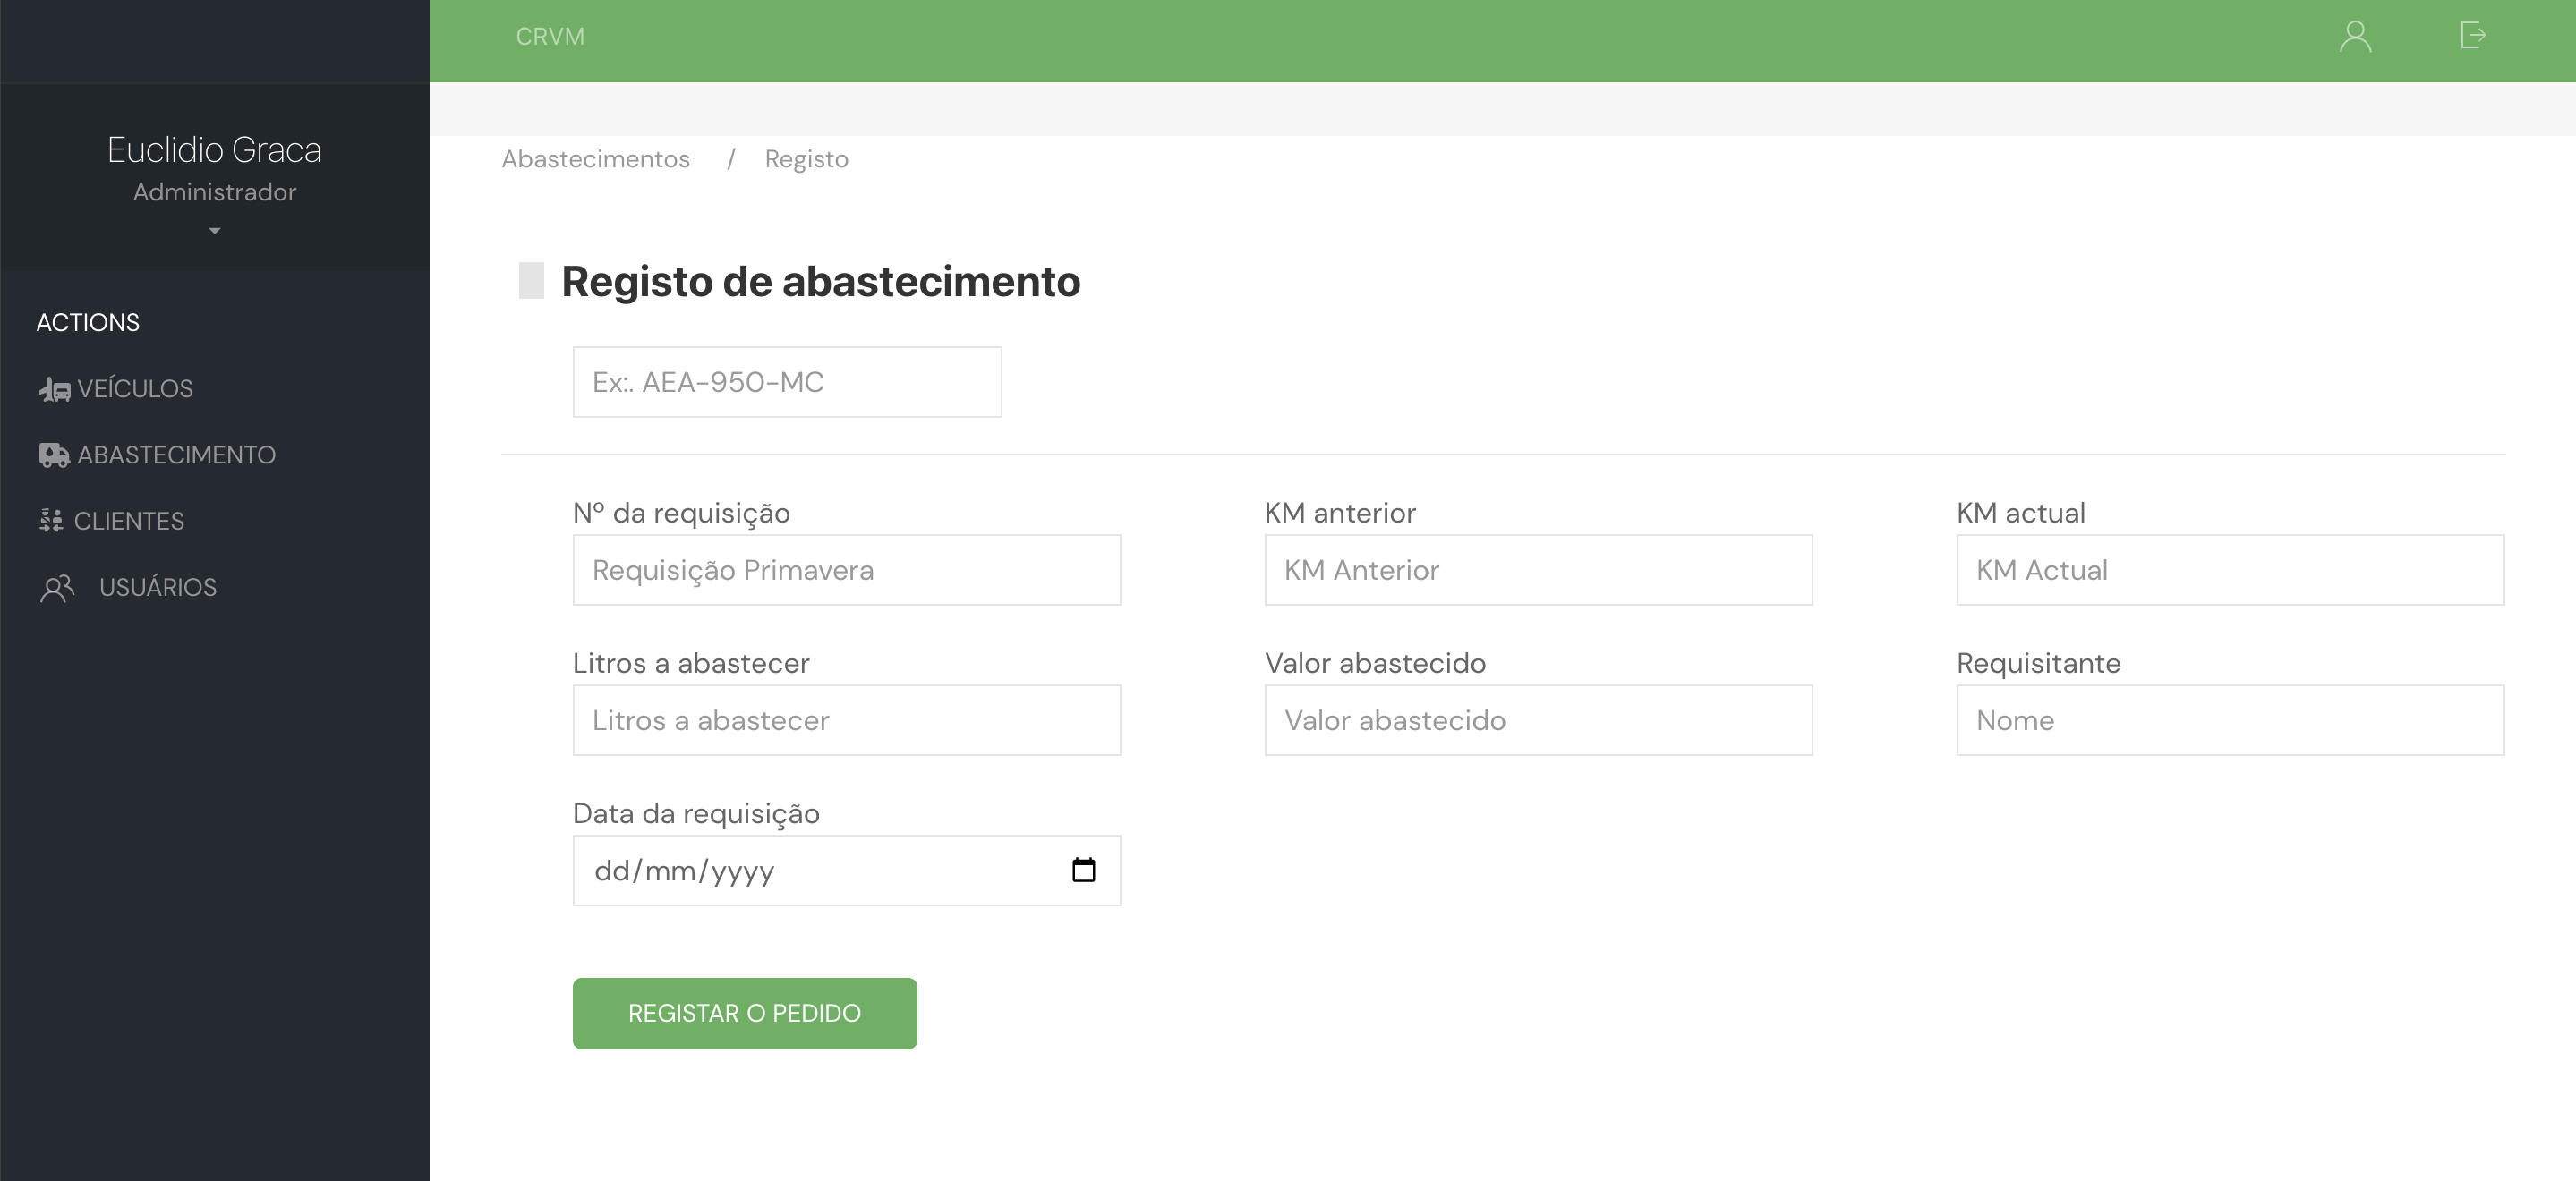 CRVM
Euclidio Graca
Administrador
ACTIONS
VEÍCULOS
ABASTECIMENTO
CLIENTES
USUÁRIOS
Abastecimentos / Registo
Registo de abastecimento
Ex:. AEA-950-MC
Nº da requisição
Requisição Primavera
KM anterior
KM Anterior
KM actual
KM Actual
Litros a abastecer
Litros a abastecer
Valor abastecido
Valor abastecido
Requisitante
Nome
Data da requisição
dd/mm/yyyy
REGISTAR O PEDIDO